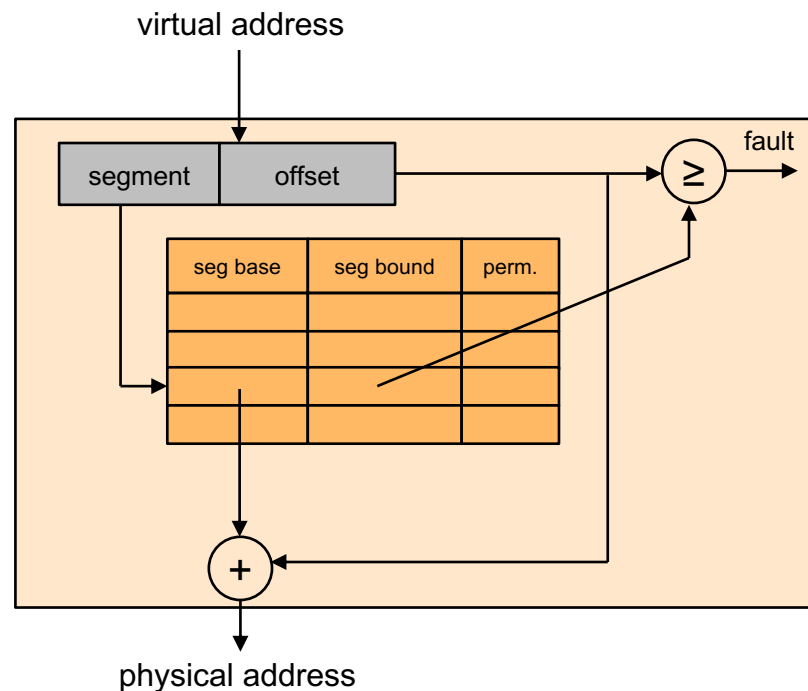 virtual address
fault
segment offset
≥
seg base seg bound perm.
+
physical address